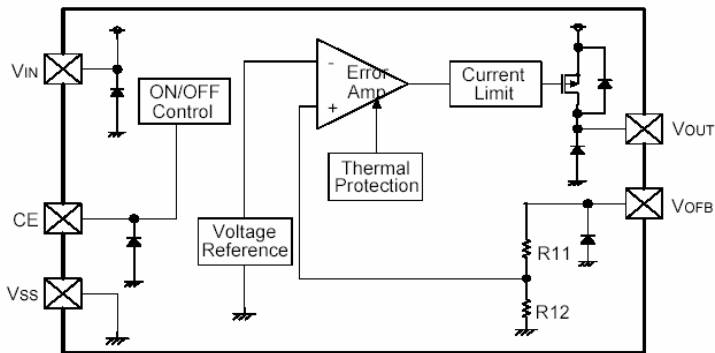 VIN
ON/OFF
Control
-
Error
Amp
+
Current
Limit
VOUT
Thermal
Protection
VOFB
CE
Voltage
Reference
R11
VSS
R12